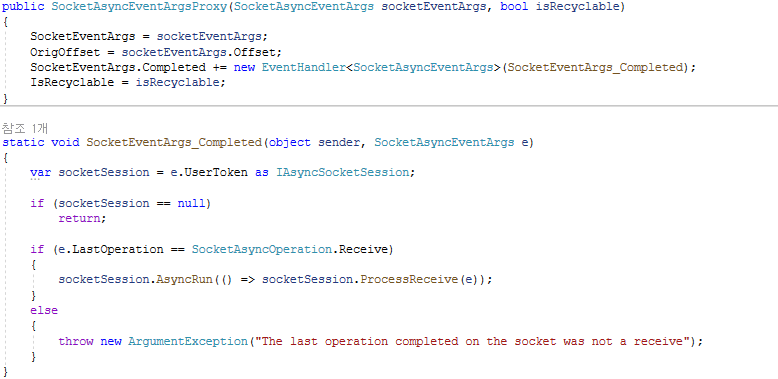 public SocketAsyncEventArgsProxy(SocketAsyncEventArgs socketEventArgs, bool isRecyclable)
{
    SocketEventArgs = socketEventArgs;
    OrigOffset = socketEventArgs.Offset;
    SocketEventArgs.Completed += new EventHandler<SocketAsyncEventArgs>(SocketEventArgs_Completed);
    IsRecyclable = isRecyclable;
}
참조 1개
static void SocketEventArgs_Completed(object sender, SocketAsyncEventArgs e)
{
    var socketSession = e.UserToken as IAsyncSocketSession;
    if (socketSession == null)
        return;
    if (e.LastOperation == SocketAsyncOperation.Receive)
    {
        socketSession.AsyncRun(() => socketSession.ProcessReceive(e));
    }
    else
    {
        throw new ArgumentException("The last operation completed on the socket was not a receive");
    }
}